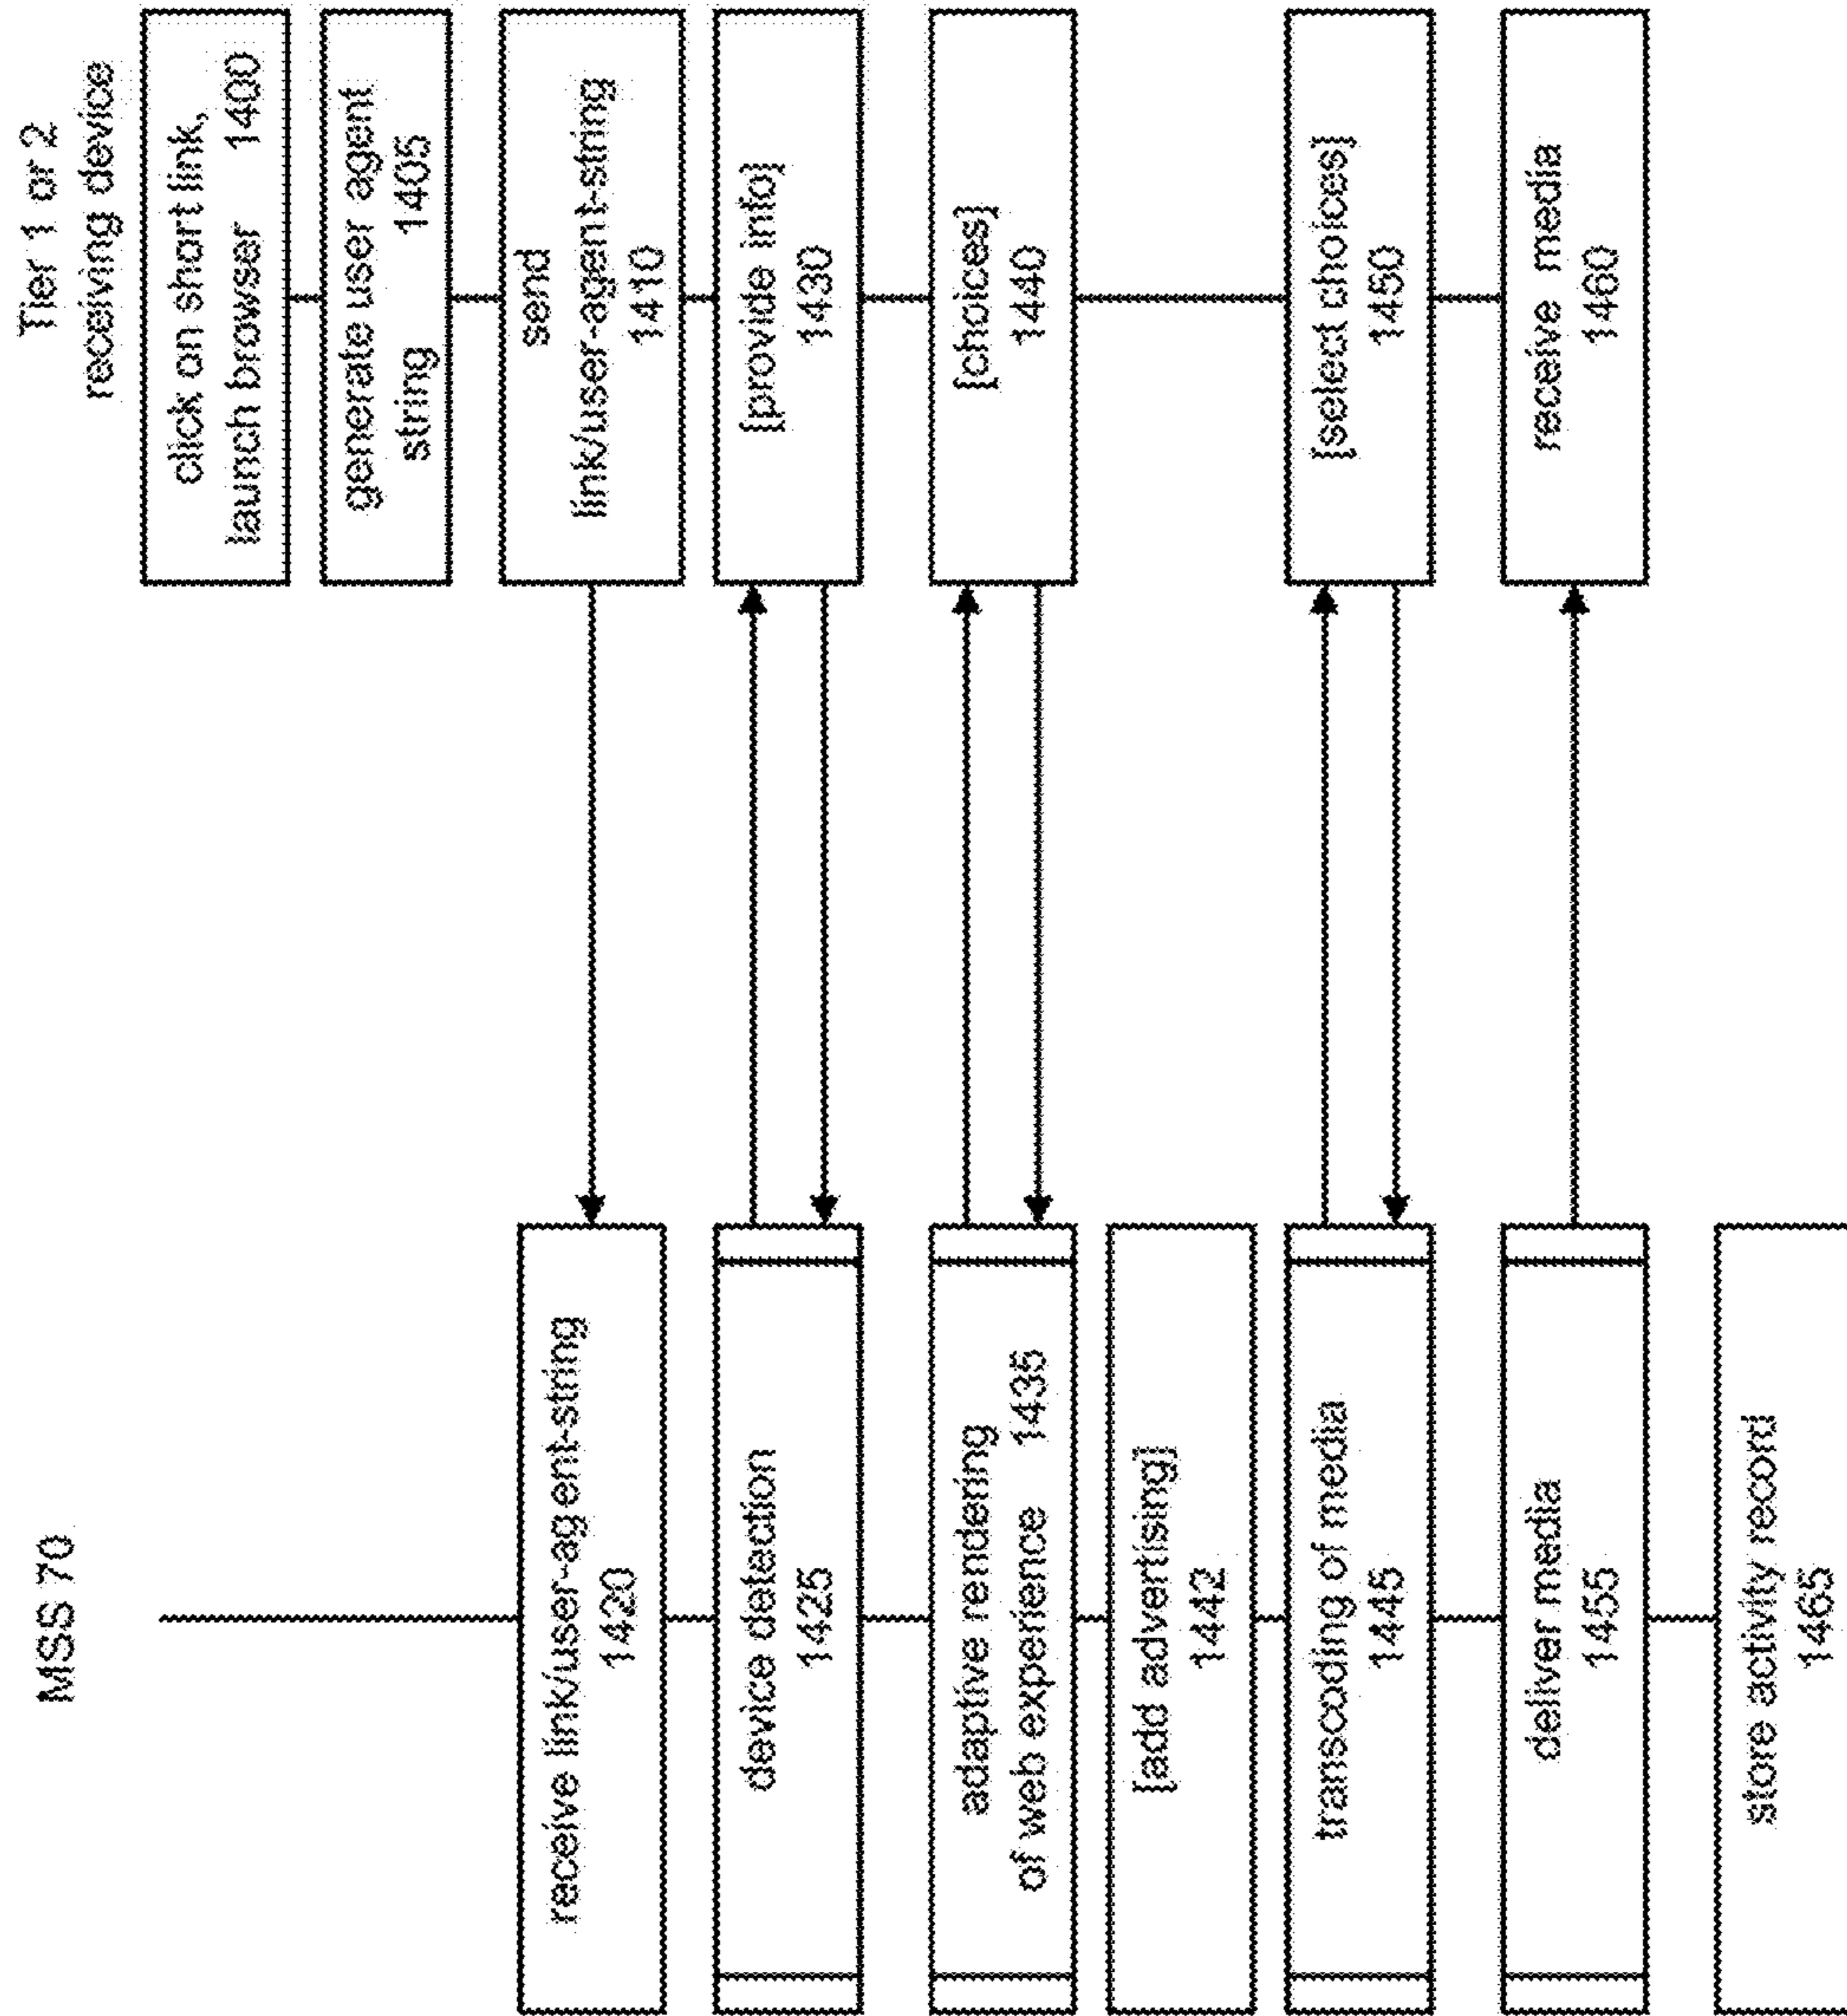 MSS 70
Tier 1 or 2
receiving device
click on short link,
launch browser 1400
generate user agent
string 1405
send
link/user-agent-string
1410
receive link/user-agent-string
1420
device detection
1425
[provide info]
1430
adaptive rendering
of web experience 1435
[choices]
1440
[add advertising]
1442
transcoding of media
1445
[select choices]
1450
deliver media
1455
receive media
1460
store activity record
1465